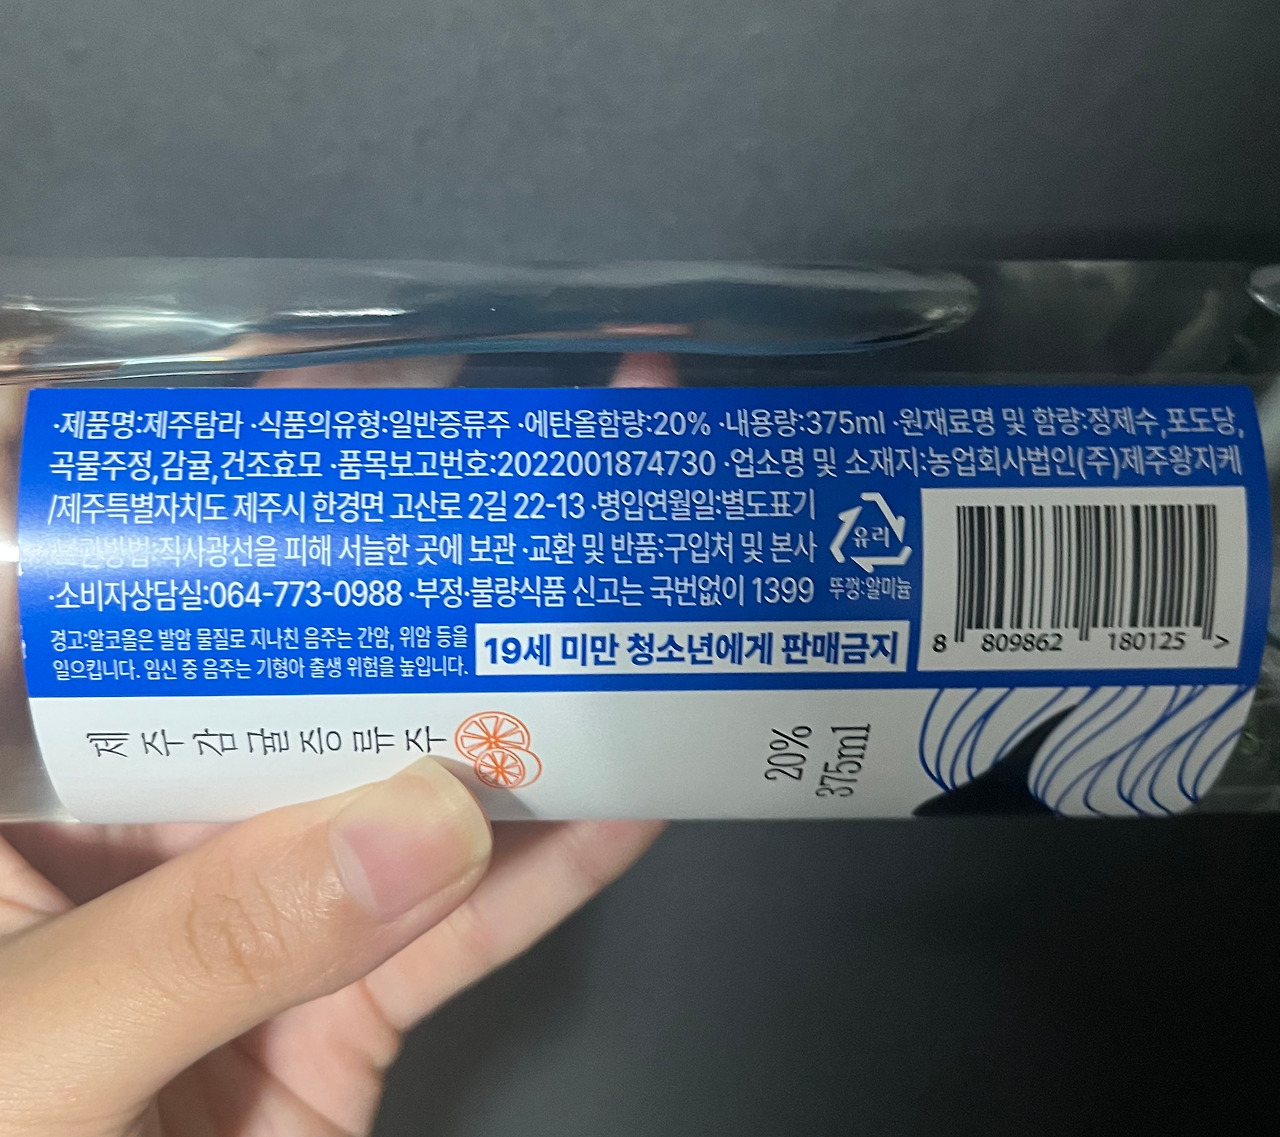 ·제품명:제주탐라 ·식품의유형:일반증류주 ·에탄올함량:20% ·내용량:375ml ·원재료명 및 함량:정제수,포도당,
곡물주정,감귤,건조효모 ·품목보고번호:2022001874730 ·업소명 및 소재지:농업회사법인(주)제주왕지케
/제주특별자치도 제주시 한경면 고산로 2길 22-13 ·병입연월일:별도표기
·보관방법:직사광선을 피해 서늘한 곳에 보관 ·교환 및 반품:구입처 및 본사
·소비자상담실:064-773-0988 ·부정·불량식품 신고는 국번없이 1399
유리
뚜껑:알미늄
경고:알코올은 발암 물질로 지나친 음주는 간암, 위암 등을
일으킵니다. 임신 중 음주는 기형아 출생 위험을 높입니다.
19세 미만 청소년에게 판매금지
8 809862 180125 >
제주감귤증류주
20%
375ml